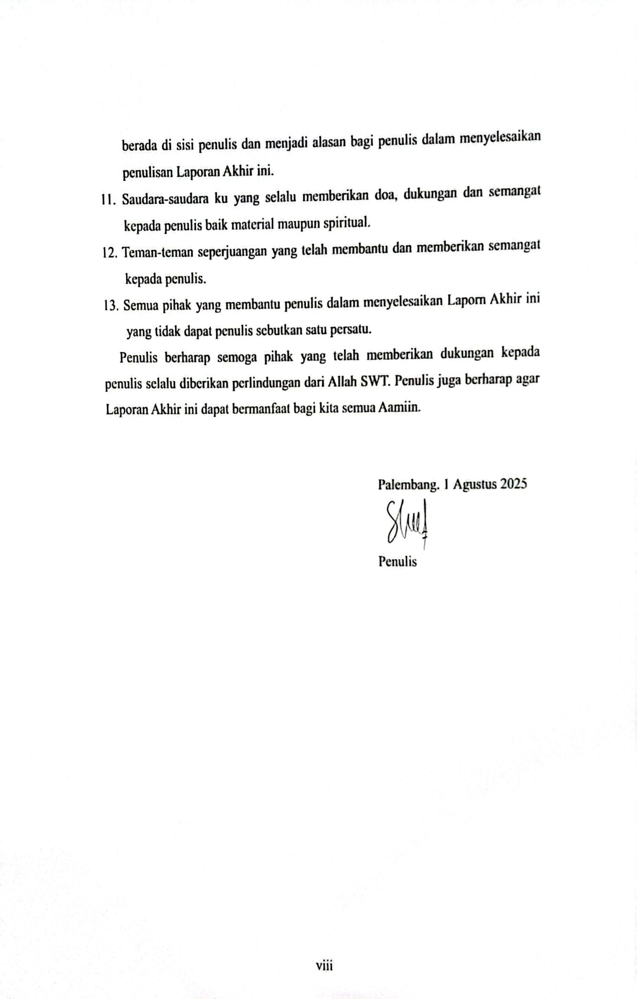 berada di sisi penulis dan menjadi alasan bagi penulis dalam menyelesaikan
penulisan Laporan Akhir ini.
11. Saudara-saudara ku yang selalu memberikan doa, dukungan dan semangat
kepada penulis baik material maupun spiritual.
12. Teman-teman seperjuangan yang telah membantu dan memberikan semangat
kepada penulis.
13. Semua pihak yang membantu penulis dalam menyelesaikan Laporn Akhir ini
yang tidak dapat penulis sebutkan satu persatu.
Penulis berharap semoga pihak yang telah memberikan dukungan kepada
penulis selalu diberikan perlindungan dari Allah SWT. Penulis juga berharap agar
Laporan Akhir ini dapat bermanfaat bagi kita semua Aamiin.
Palembang. 1 Agustus 2025
Penulis
viii